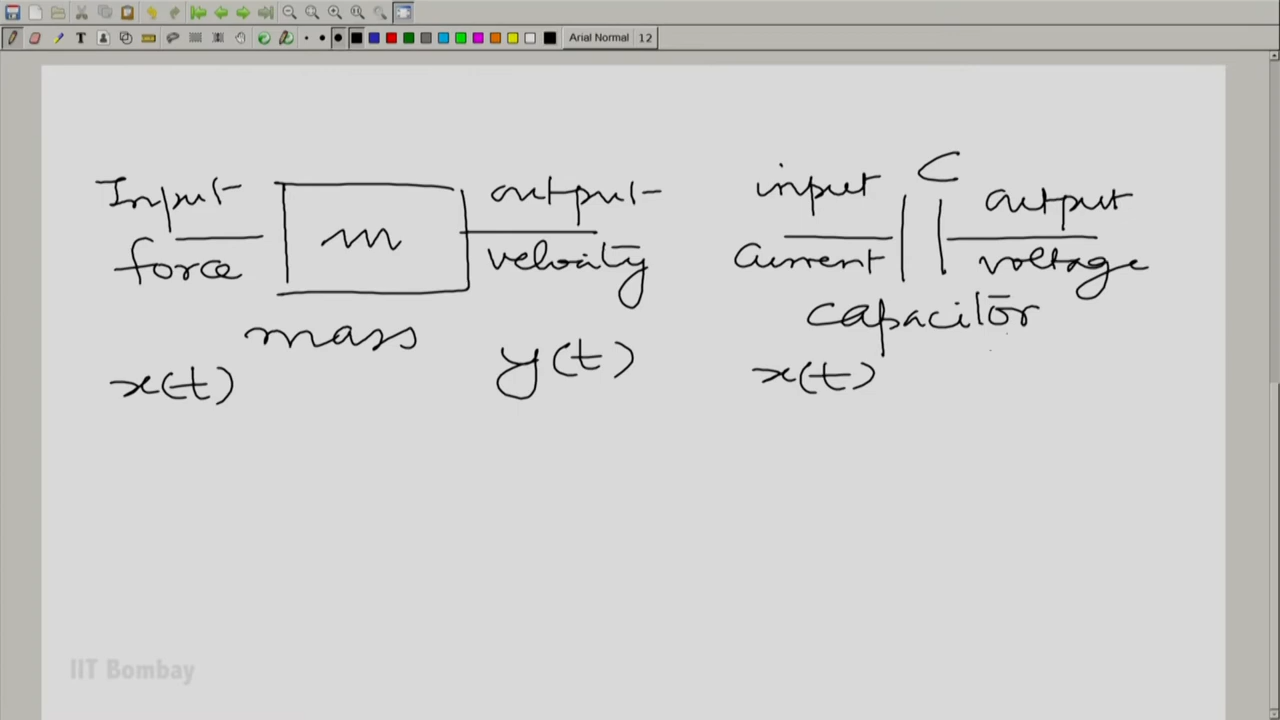 Arial Normal 12
Input output
force m velocity
mass
x(t) y(t)
input C output
current voltage
capacitor
x(t)
IIT Bombay